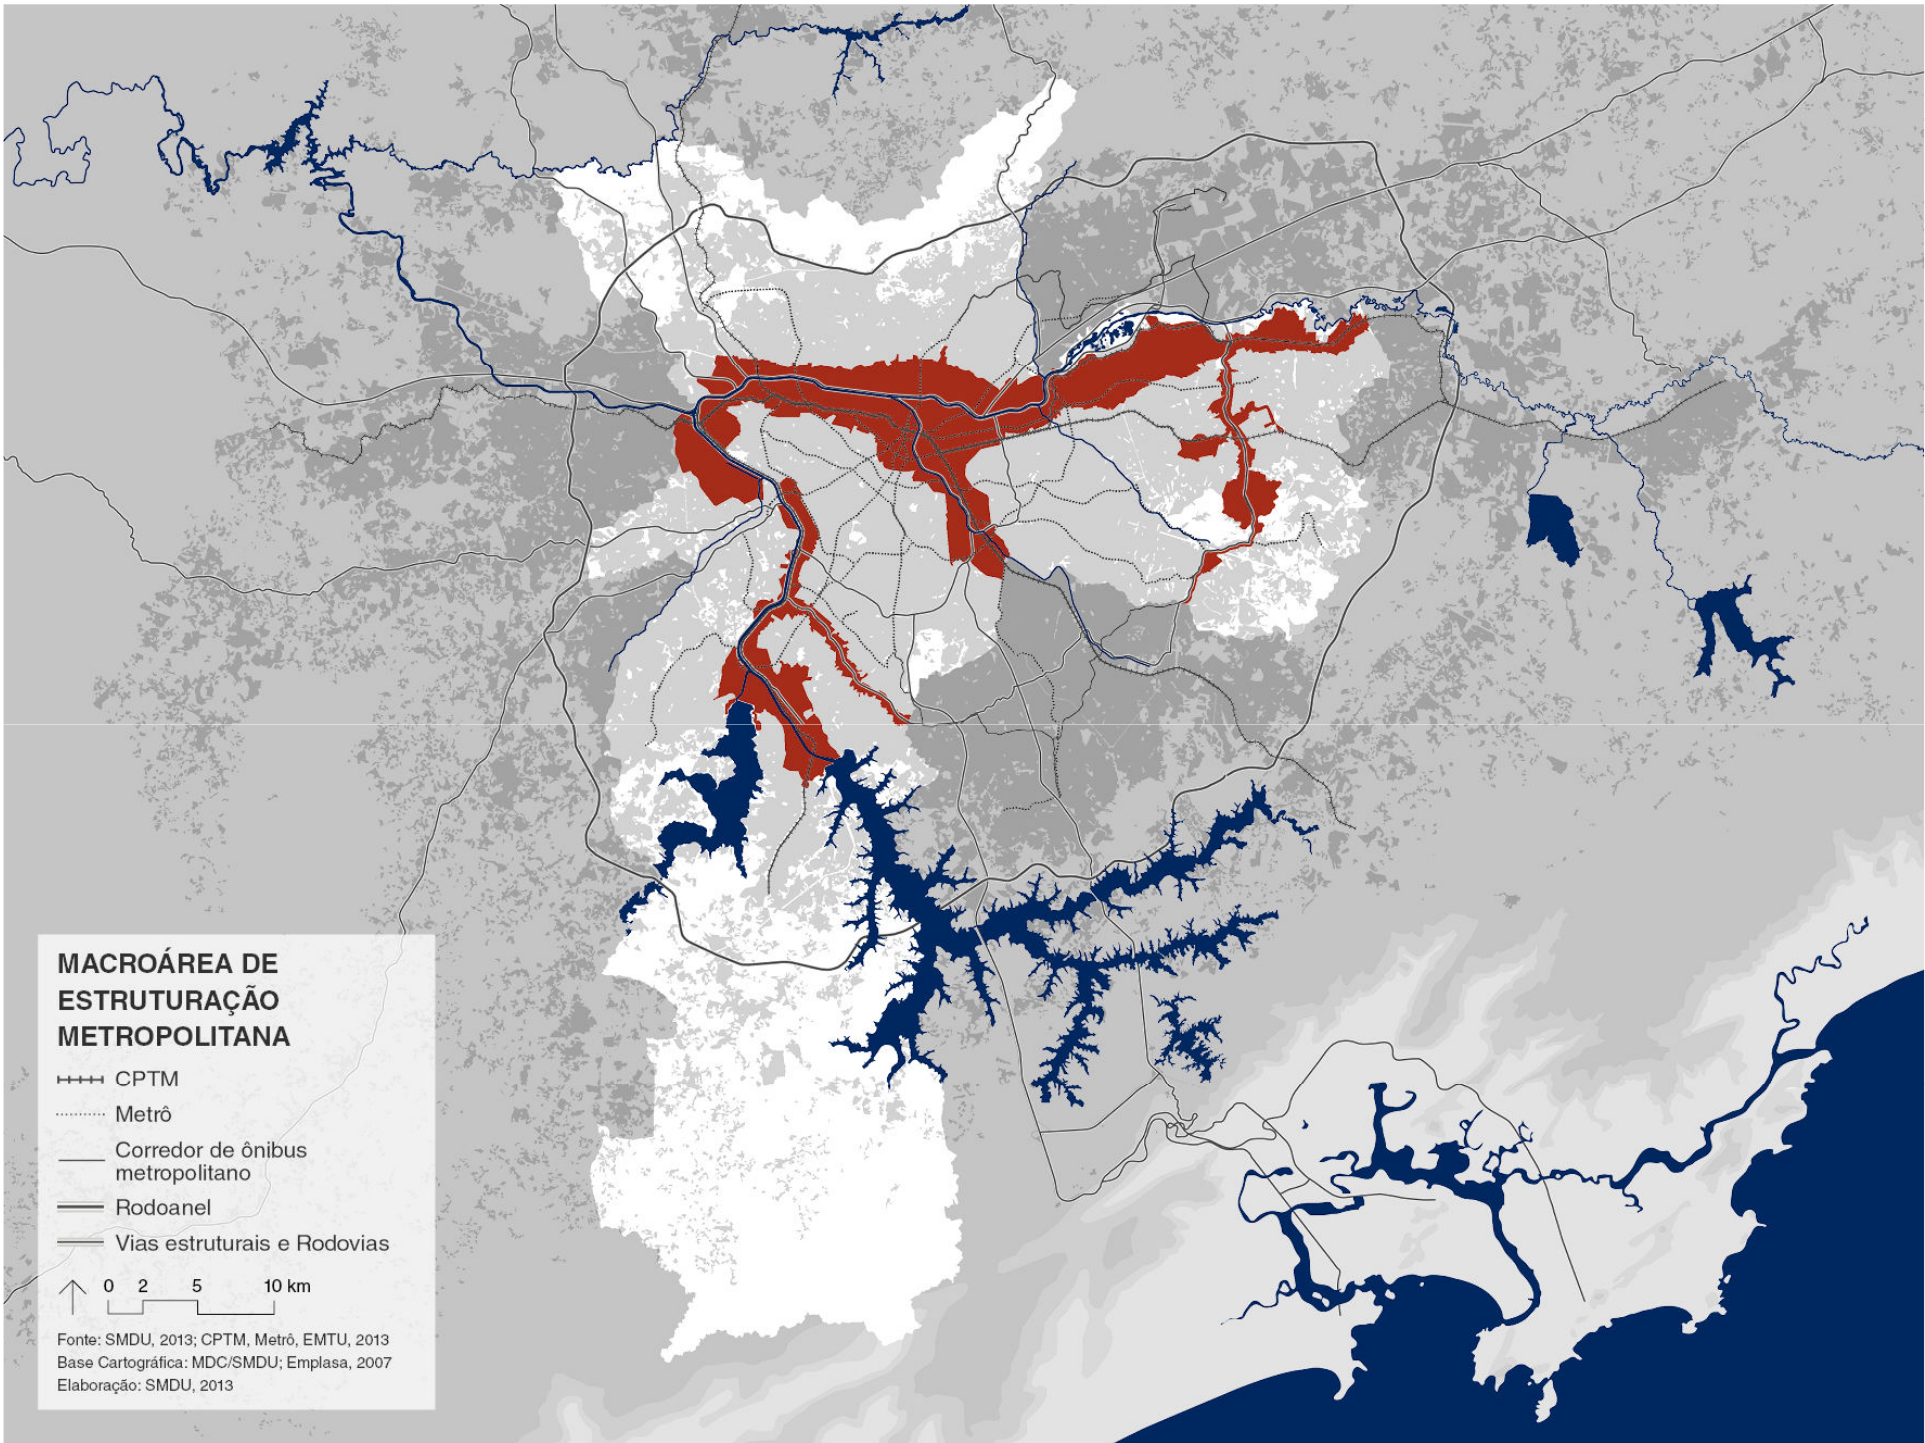 MACROÁREA DE
ESTRUTURAÇÃO
METROPOLITANA
CPTM
Metrô
Corredor de ônibus
metropolitano
Rodoanel
Vias estruturais e Rodovias
0 2 5 10 km
Fonte: SMDU, 2013; CPTM, Metrô, EMTU, 2013
Base Cartográfica: MDC/SMDU; Emplasa, 2007
Elaboração: SMDU, 2013